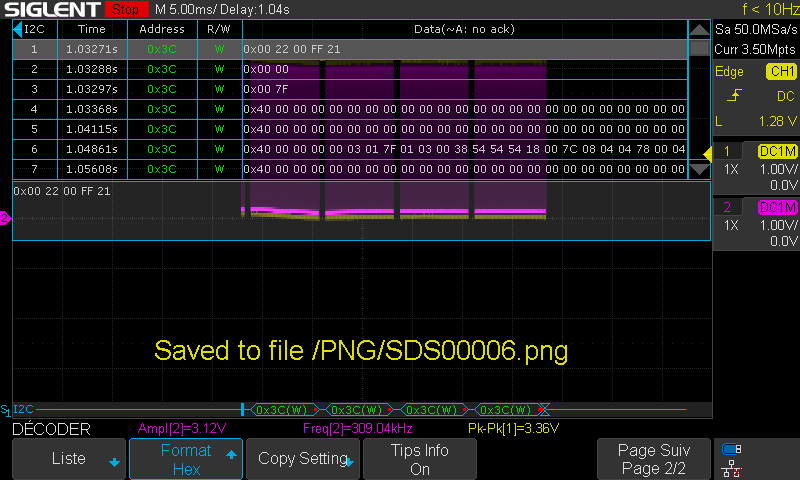 SIGLENT Stop M 5.00ms/ Delay:1.04s f < 10Hz
I2C Time Address R/W Data(~A: no ack)
1 1.03271s 0x3C W 0x00 22 00 FF 21
2 1.03288s 0x3C W 0x00 00
3 1.03297s 0x3C W 0x00 7F
4 1.03368s 0x3C W 0x40 00 00 00 00 00 00 00 00 00 00 00 00 00 00 00 00 00 00 00 00 00 00
5 1.04115s 0x3C W 0x40 00 00 00 00 00 00 00 00 00 00 00 00 00 00 00 00 00 00 00 00 00 00
6 1.04861s 0x3C W 0x40 00 00 00 00 03 01 7F 01 03 00 38 54 54 54 18 00 7C 08 04 04 78 00 04
7 1.05608s 0x3C W 0x40 00 00 00 00 00 00 00 00 00 00 00 00 00 00 00 00 00 00 00 00 00 00
0x00 22 00 FF 21
Sa 50.0MSa/s
Curr 3.50Mpts
Edge CH1
DC
L 1.28 V
1 DC1M
1X 1.00V/
0.0V
2 DC1M
1X 1.00V/
0.0V
2
Saved to file /PNG/SDS00006.png
S1 I2C 0x3C(W) 0x3C(W) 0x3C(W) 0x3C(W)
DÉCODER Ampl[2]=3.12V Freq[2]=309.04kHz Pk-Pk[1]=3.36V
Liste
Format
Hex
Copy Setting
Tips Info
On
Page Suiv
Page 2/2